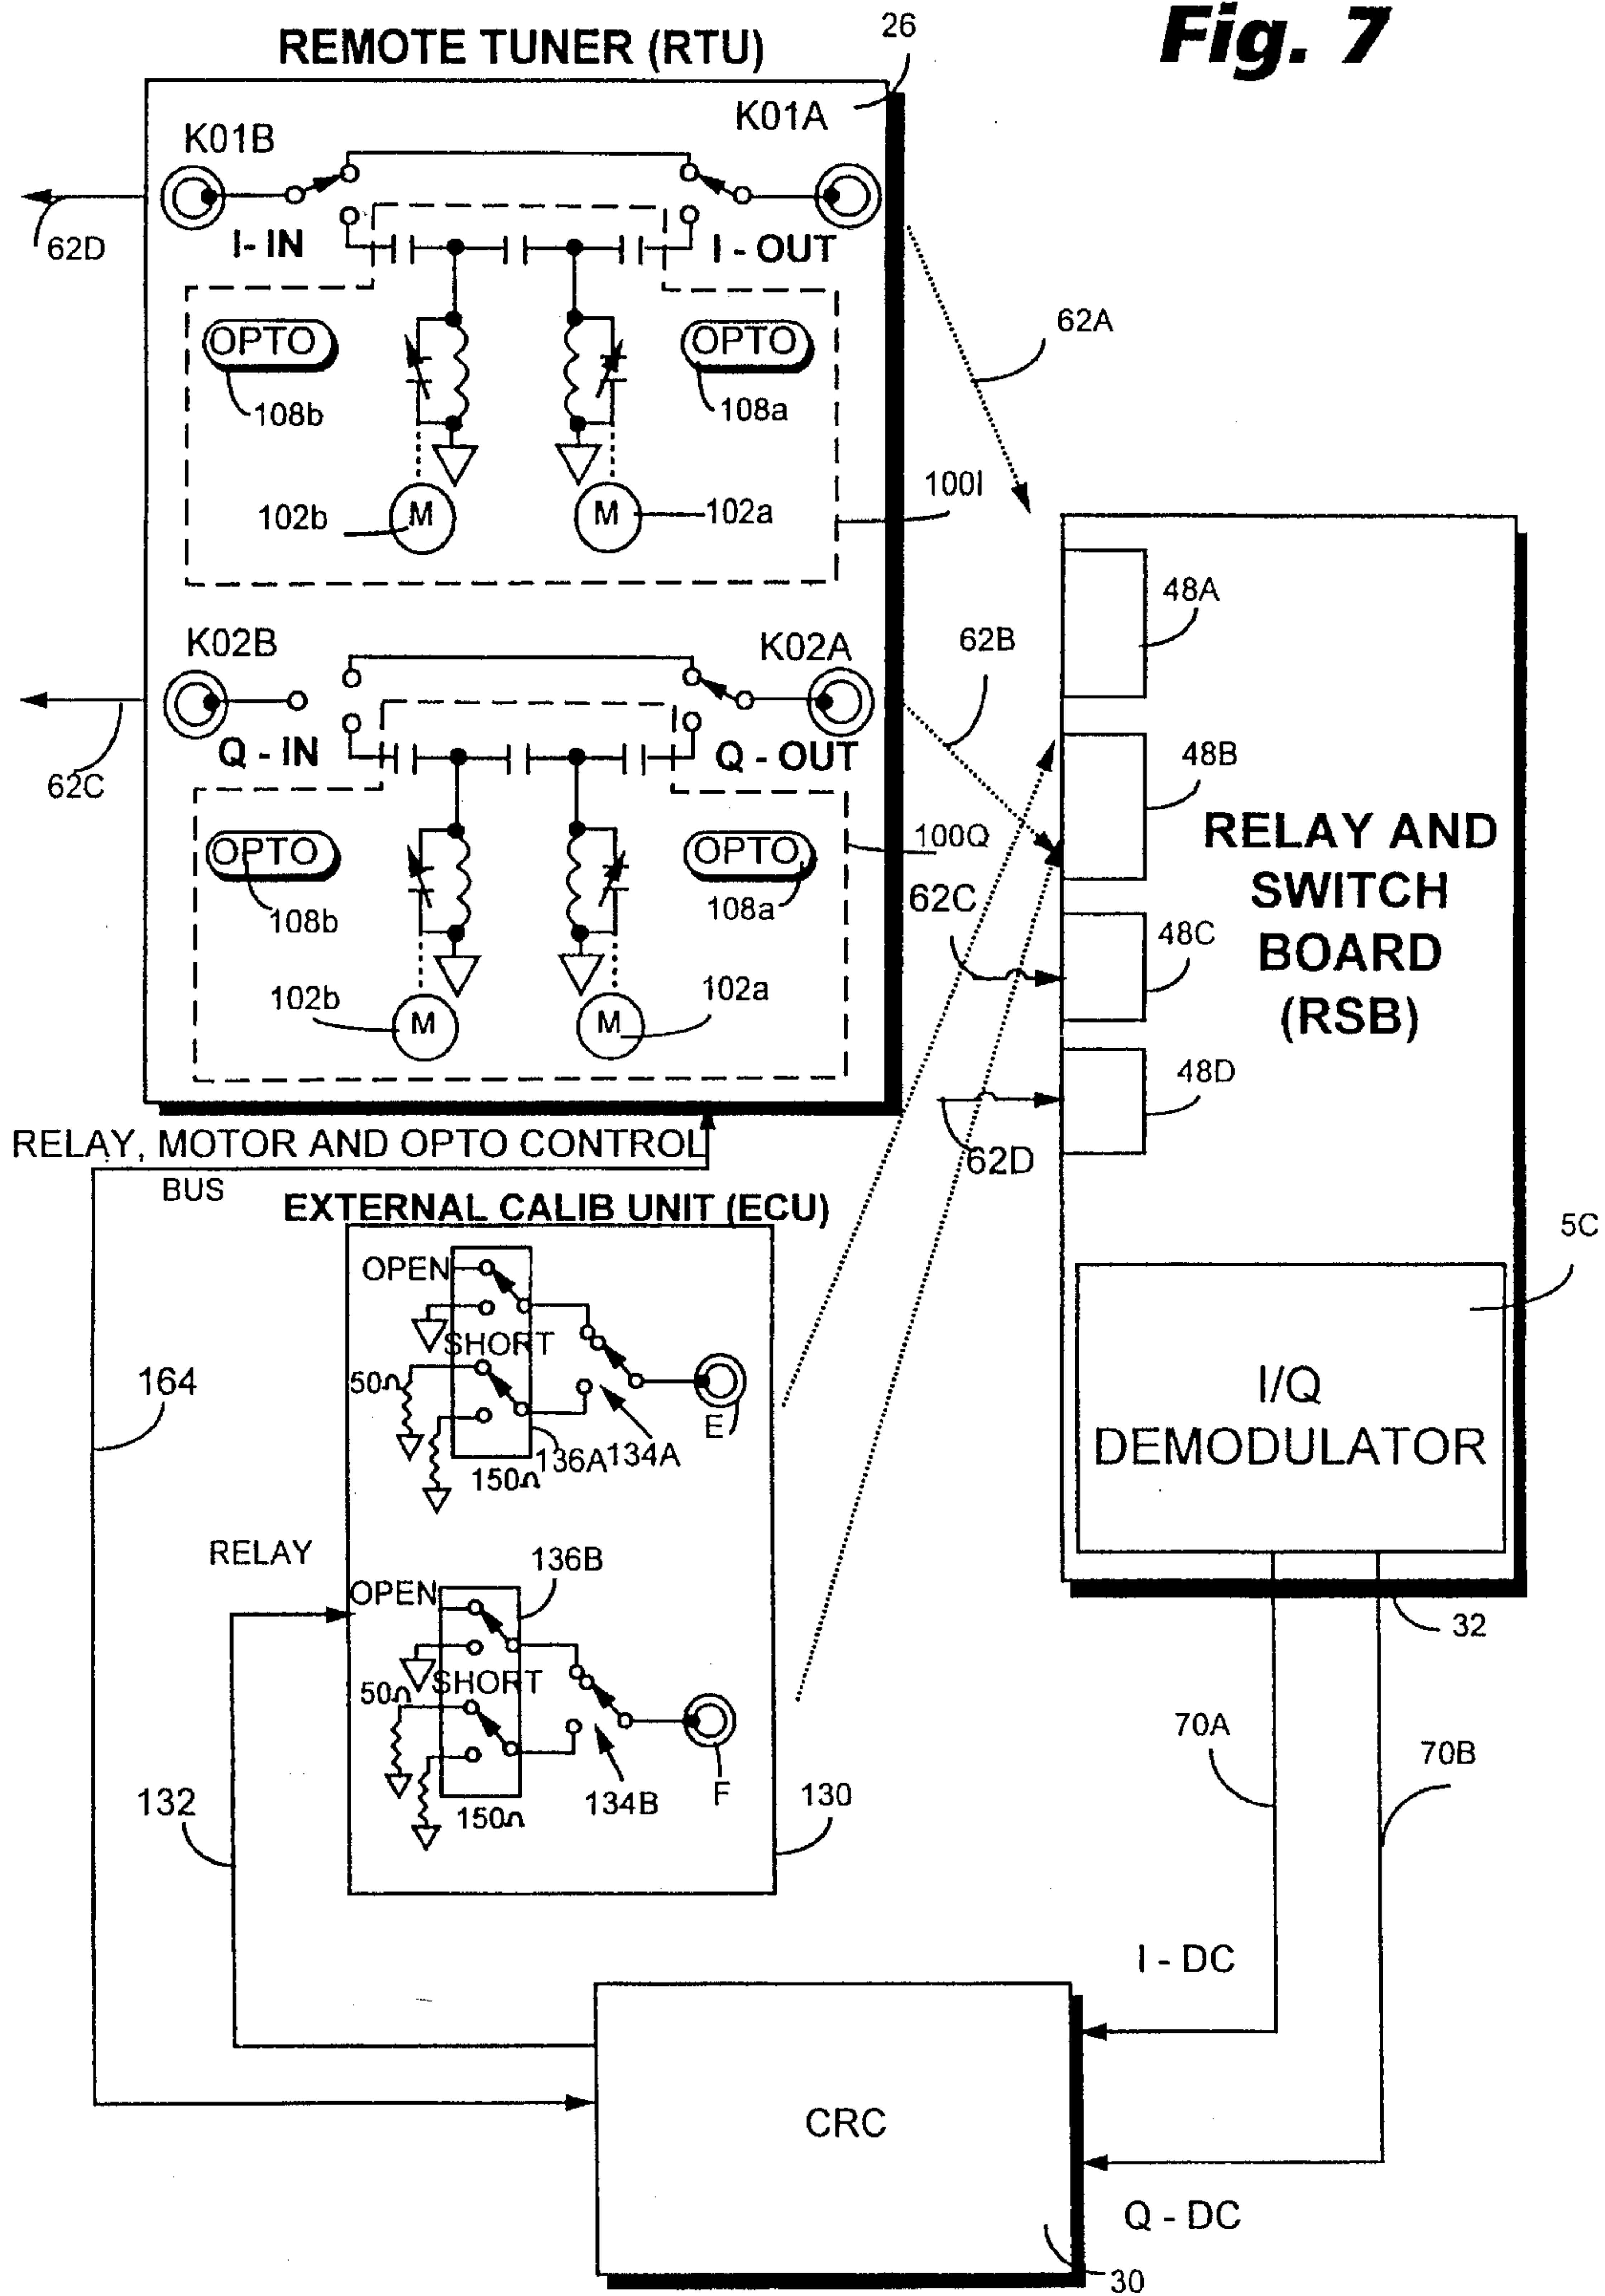 Fig. 7
REMOTE TUNER (RTU)
26
K01B
K01A
62D
I- IN
I - OUT
OPTO
OPTO
62A
108b
108a
102b
M
M
102a
100I
48A
K02B
K02A
62B
62C
Q - IN
Q - OUT
48B
OPTO
OPTO
100Q
108b
108a
62C
48C
RELAY AND
SWITCH
BOARD
(RSB)
102b
M
M
102a
48D
62D
RELAY, MOTOR AND OPTO CONTROL
BUS
EXTERNAL CALIB UNIT (ECU)
5C
OPEN
SHORT
50Ω
E
136A
134A
150Ω
164
I/Q
DEMODULATOR
RELAY
136B
OPEN
SHORT
50Ω
F
134B
150Ω
130
132
32
70A
70B
I - DC
CRC
Q - DC
30